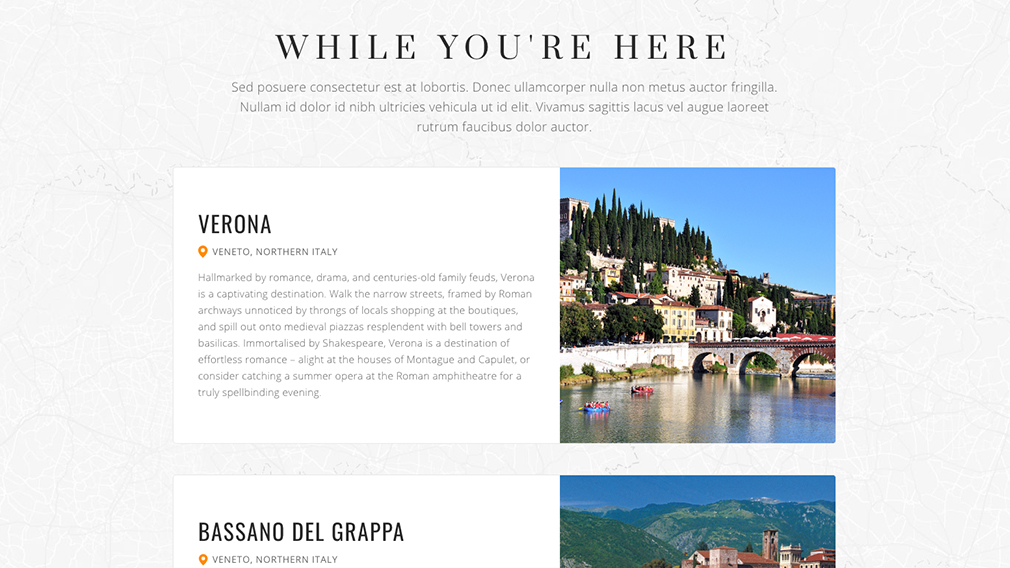 WHILE YOU'RE HERE
Sed posuere consectetur est at lobortis. Donec ullamcorper nulla non metus auctor fringilla.
Nullam id dolor id nibh ultricies vehicula ut id elit. Vivamus sagittis lacus vel augue laoreet
rutrum faucibus dolor auctor.
VERONA
VENETO, NORTHERN ITALY
Hallmarked by romance, drama, and centuries-old family feuds, Verona
is a captivating destination. Walk the narrow streets, framed by Roman
archways unnoticed by throngs of locals shopping at the boutiques,
and spill out onto medieval piazzas resplendent with bell towers and
basilicas. Immortalised by Shakespeare, Verona is a destination of
effortless romance – alight at the houses of Montague and Capulet, or
consider catching a summer opera at the Roman amphitheatre for a
truly spellbinding evening.
BASSANO DEL GRAPPA
VENETO, NORTHERN ITALY